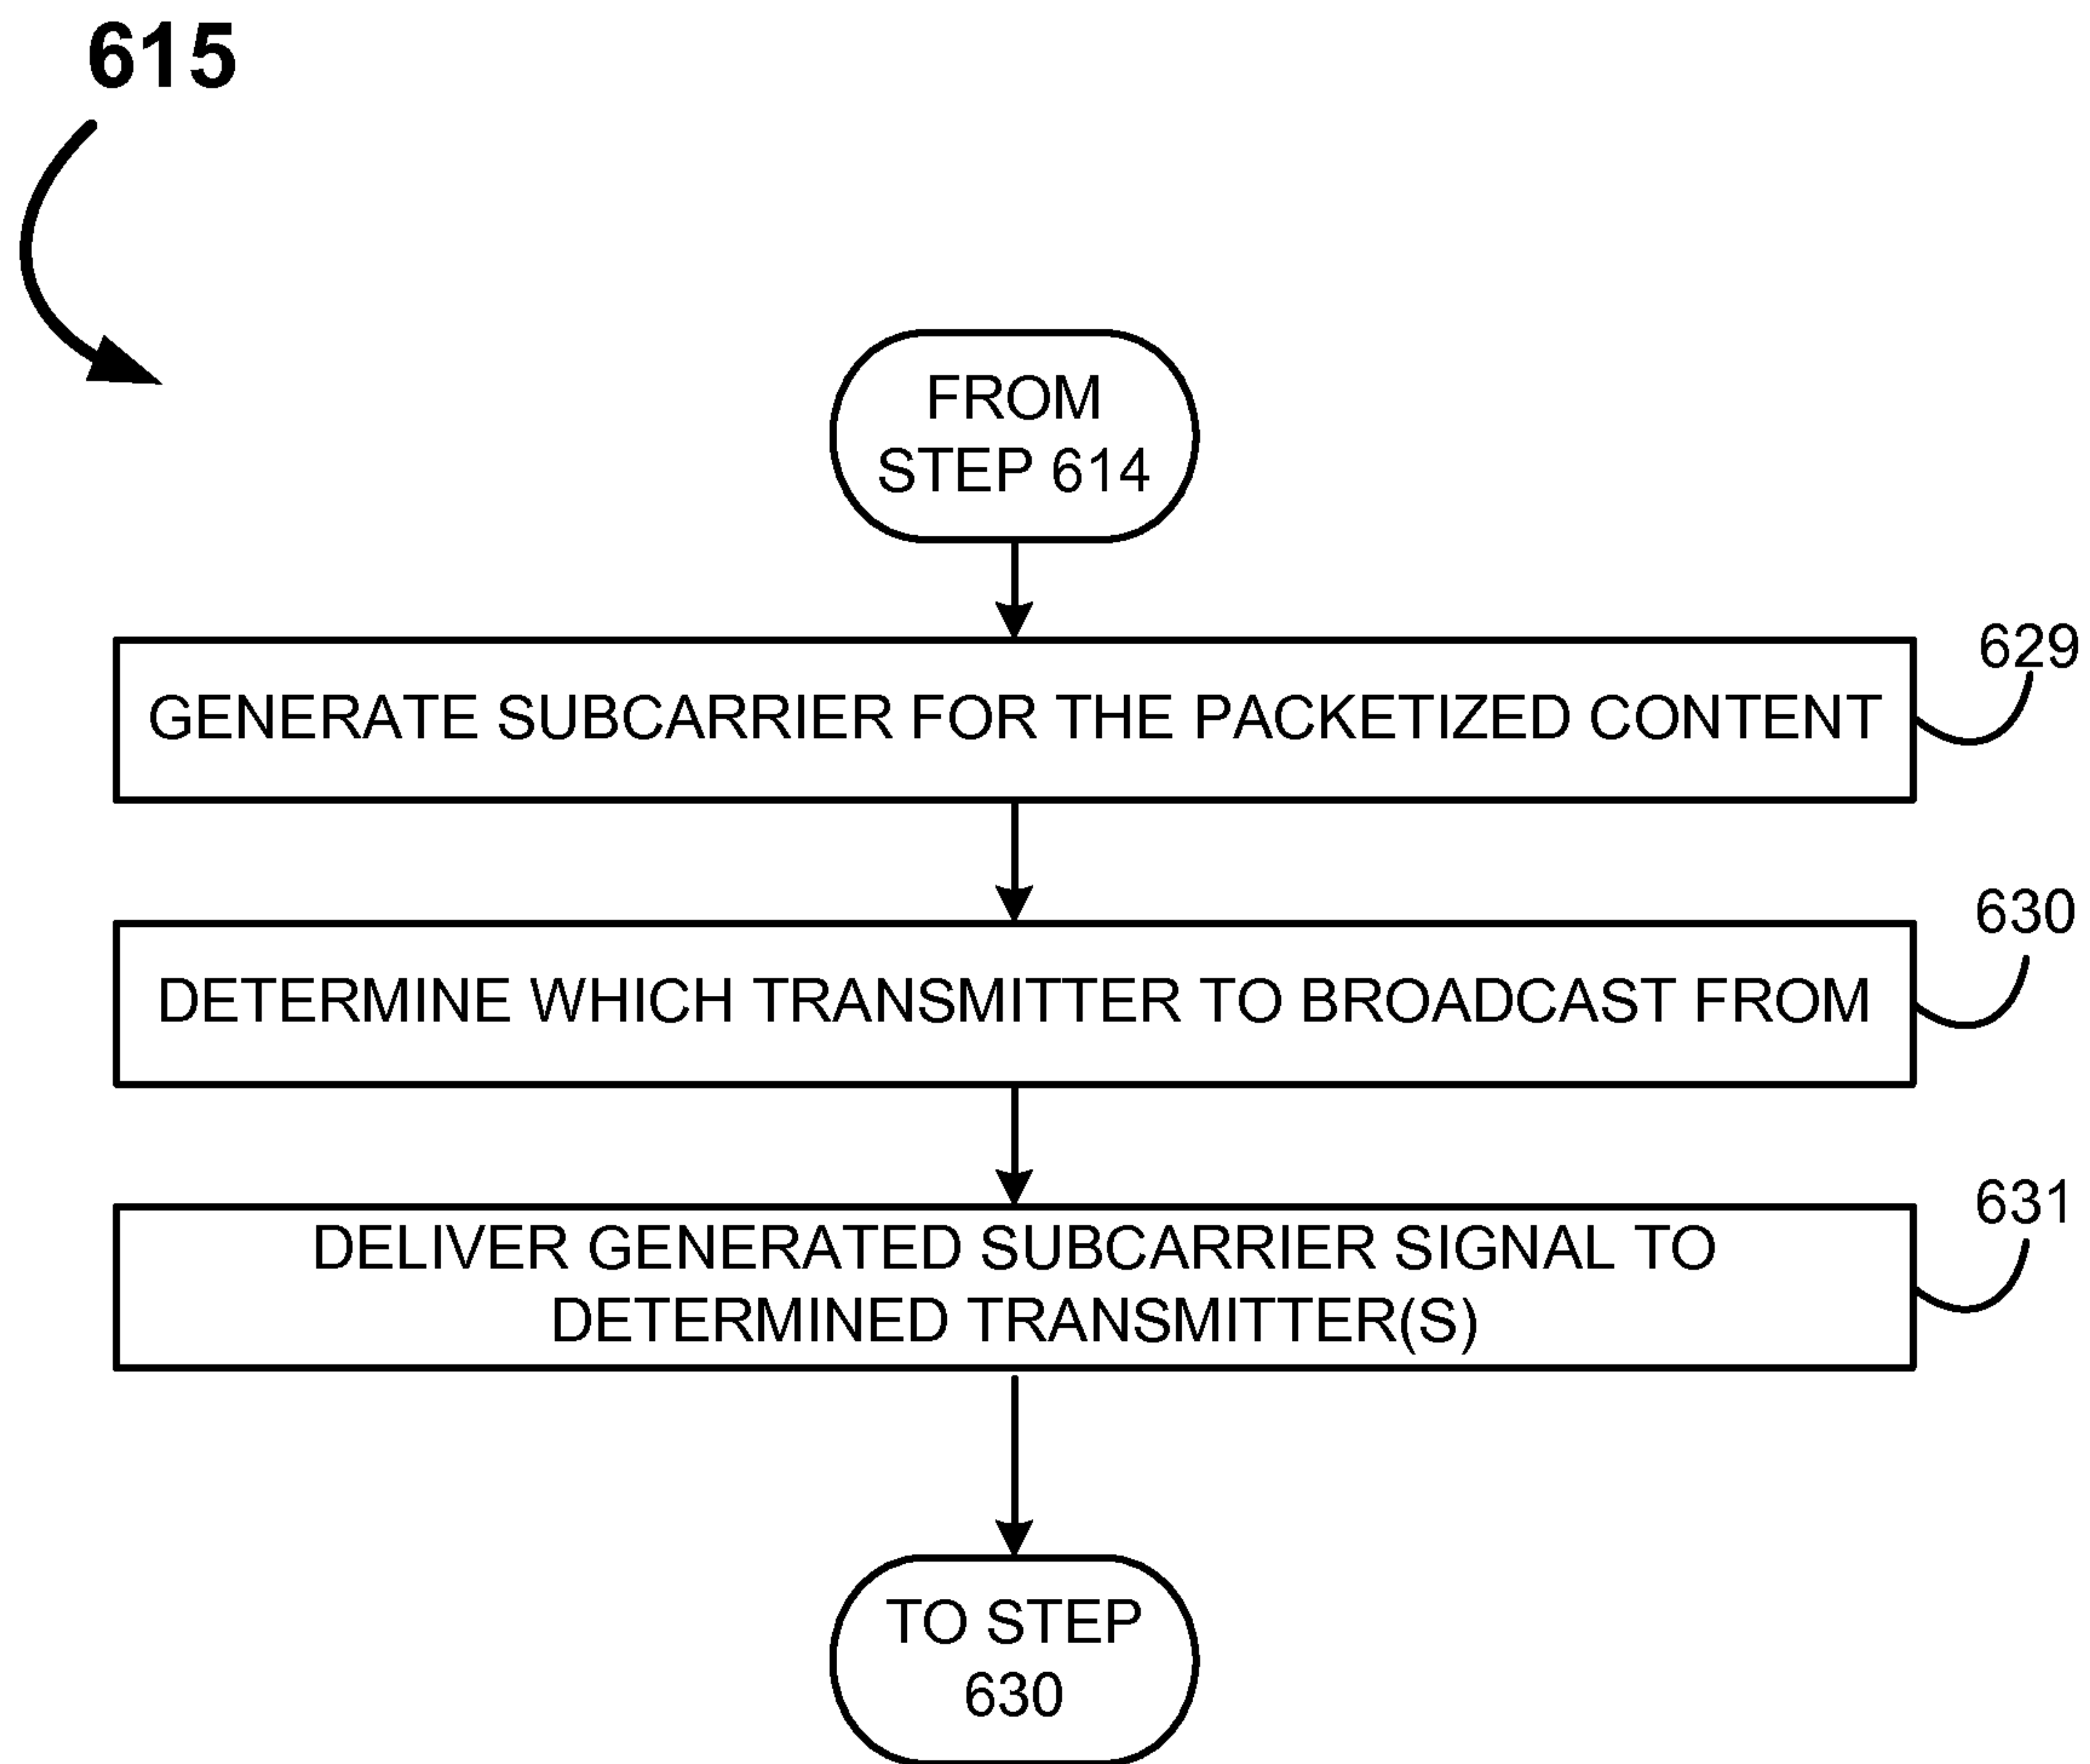 615
FROM
STEP 614
629
GENERATE SUBCARRIER FOR THE PACKETIZED CONTENT
630
DETERMINE WHICH TRANSMITTER TO BROADCAST FROM
631
DELIVER GENERATED SUBCARRIER SIGNAL TO
DETERMINED TRANSMITTER(S)
TO STEP
630